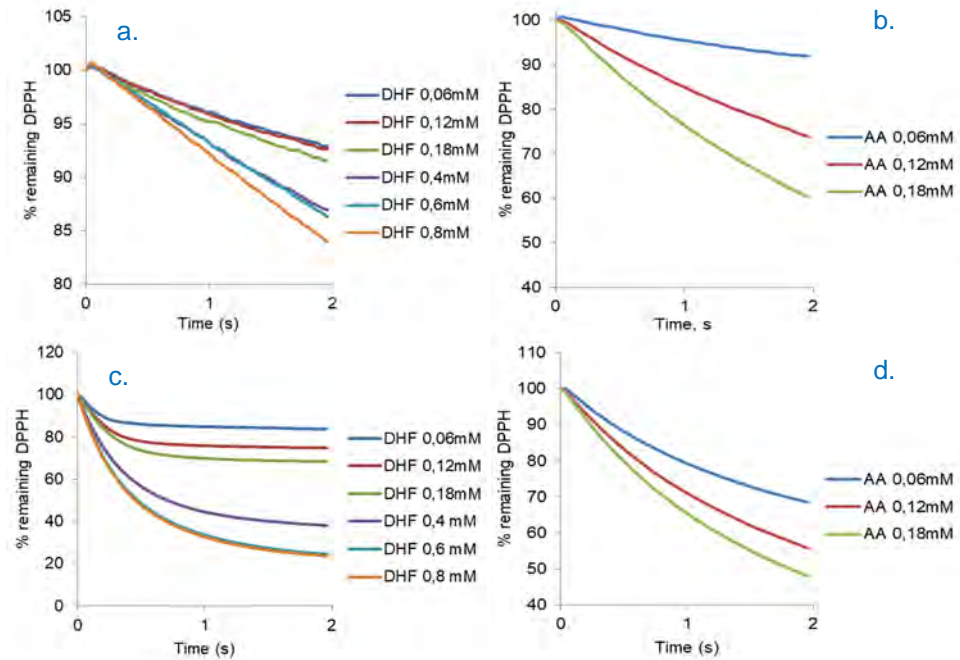 a.
105
100
95
90
85
80
% remaining DPPH
0
1
2
Time (s)
DHF 0,06mM
DHF 0,12mM
DHF 0,18mM
DHF 0,4mM
DHF 0,6mM
DHF 0,8mM
b.
100
90
80
70
60
50
40
% remaining DPPH
0
1
2
Time, s
AA 0,06mM
AA 0,12mM
AA 0,18mM
c.
120
100
80
60
40
20
0
% remaining DPPH
0
1
2
Time (s)
DHF 0,06mM
DHF 0,12mM
DHF 0,18mM
DHF 0,4 mM
DHF 0,6 mM
DHF 0,8 mM
d.
110
100
90
80
70
60
50
40
% remaining DPPH
0
1
2
Time (s)
AA 0,06mM
AA 0,12mM
AA 0,18mM